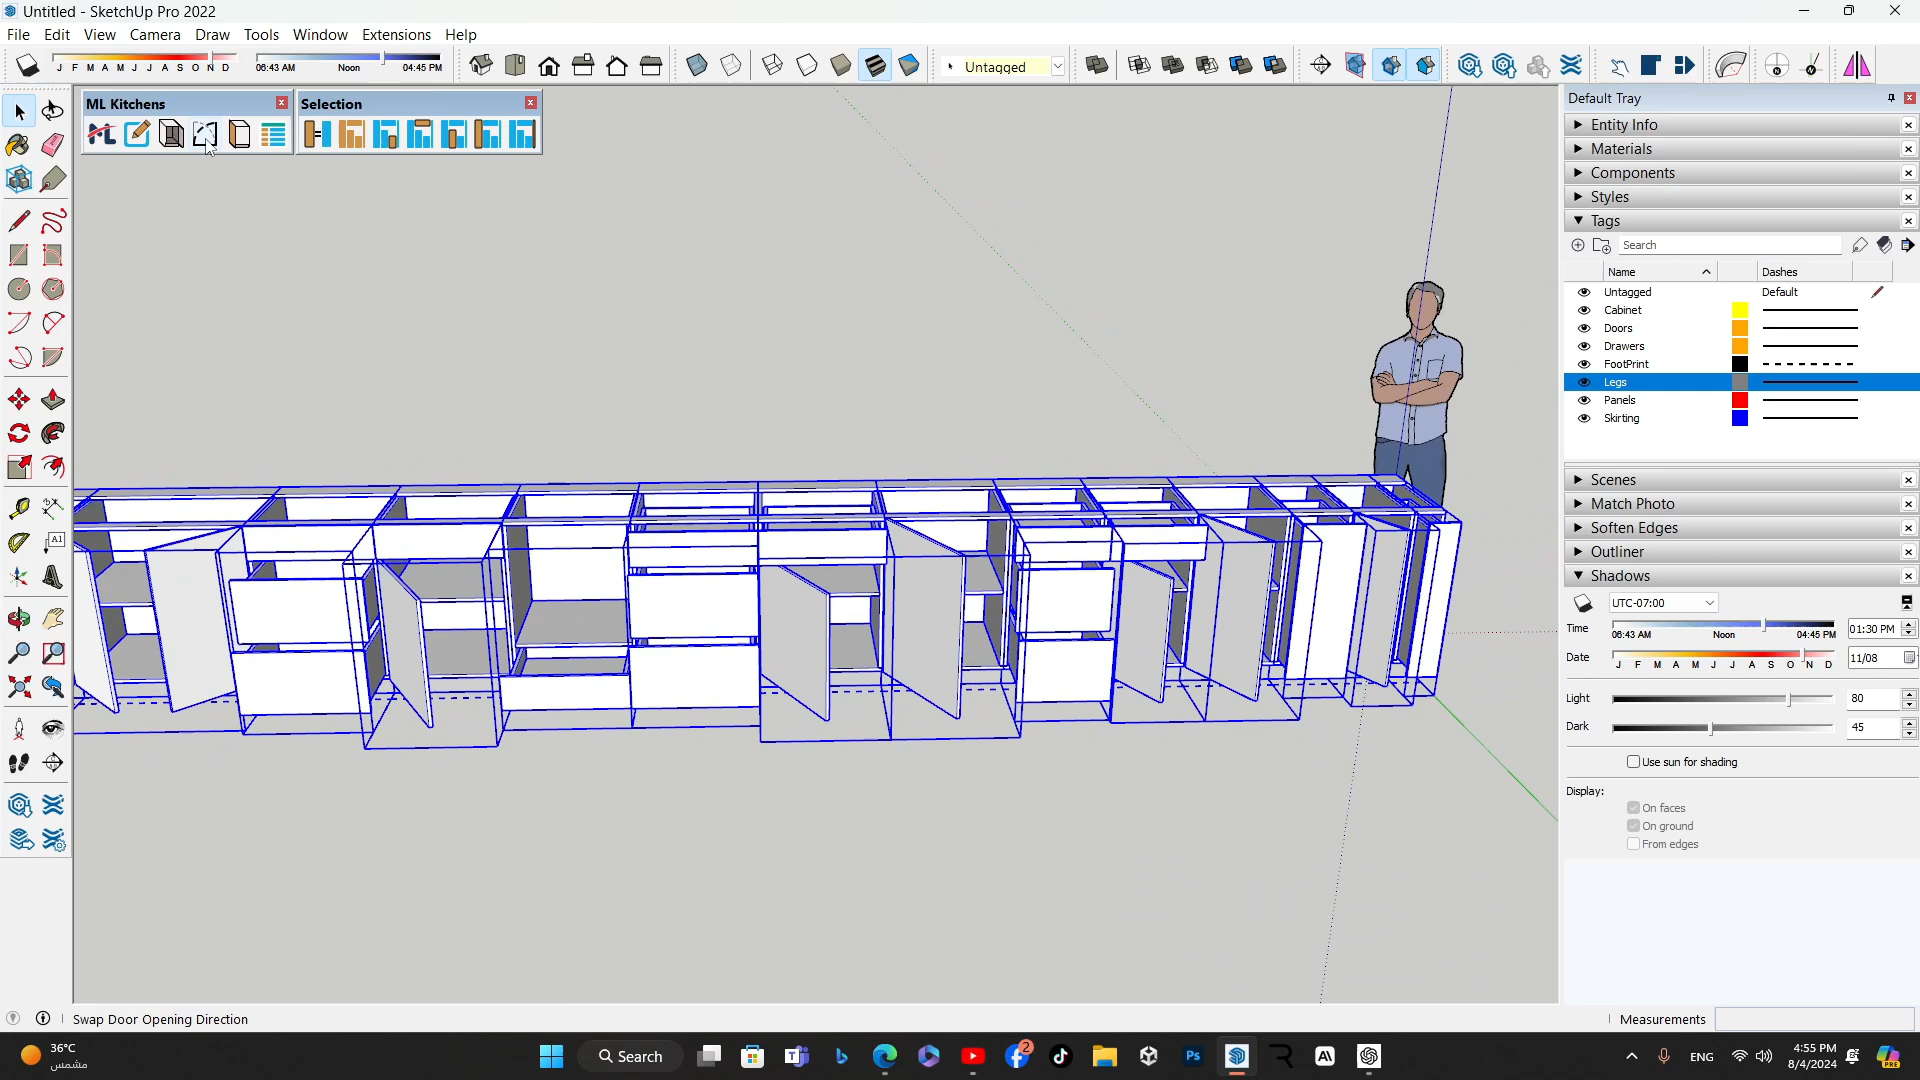 Untitled - SketchUp Pro 2022
File Edit View Camera Draw Tools Window Extensions Help
J F M A M J J A S O N D 06:43 AM Noon 04:45 PM Untagged
ML Kitchens Selection
Default Tray
Entity Info
Materials
Components
Styles
Tags
Search
Name Dashes
Untagged Default
Cabinet
Doors
Drawers
FootPrint
Legs
Panels
Skirting
Scenes
Match Photo
Soften Edges
Outliner
Shadows
UTC-07:00
Time 06:43 AM Noon 04:45 PM 01:30 PM
Date J F M A M J J A S O N D 11/08
Light 80
Dark 45
Use sun for shading
Display:
On faces
On ground
From edges
A1
Swap Door Opening Direction Measurements
36°C
مشمس
Search
2
Ps
ENG
4:55 PM
8/4/2024
PRE